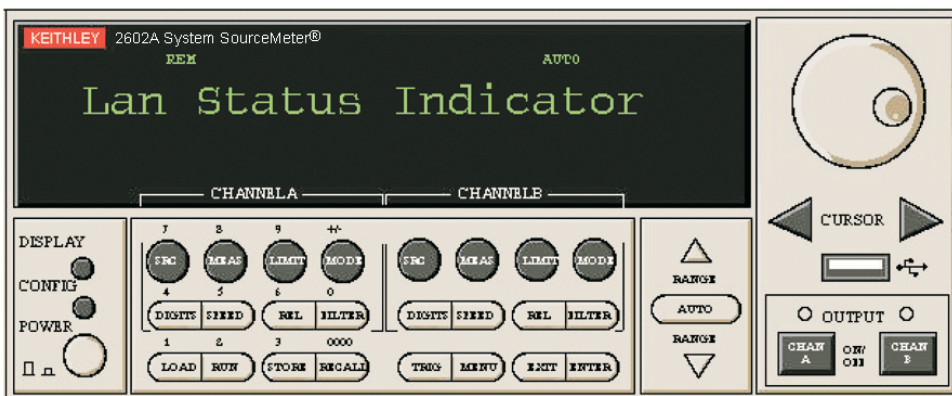 KEITHLEY 2602A System SourceMeter®
REM AUTO
Lan Status Indicator
CHANNELA CHANNELB
7 8 9 +/-
DISPLAY
SRC MEAS LIMIT MODE SRC MEAS LIMIT MODE
CURSOR
CONFIG
4 5 6 0
RANGE
DIGITS SPEED REL FILTER DIGITS SPEED REL FILTER
AUTO
OUTPUT
POWER
1 2 3 0000
RANGE
LOAD RUN STORE RECALL TRIG MENU EXIT ENTER
CHAN A ON/OFF CHAN B